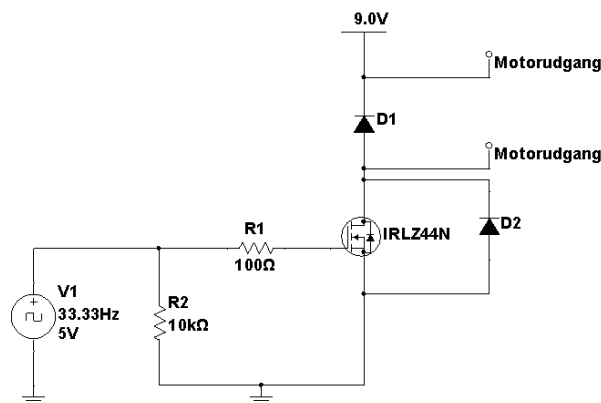 9.0V
Motorudgang
D1
Motorudgang
R1
100Ω
IRLZ44N
D2
V1
33.33Hz
5V
R2
10kΩ